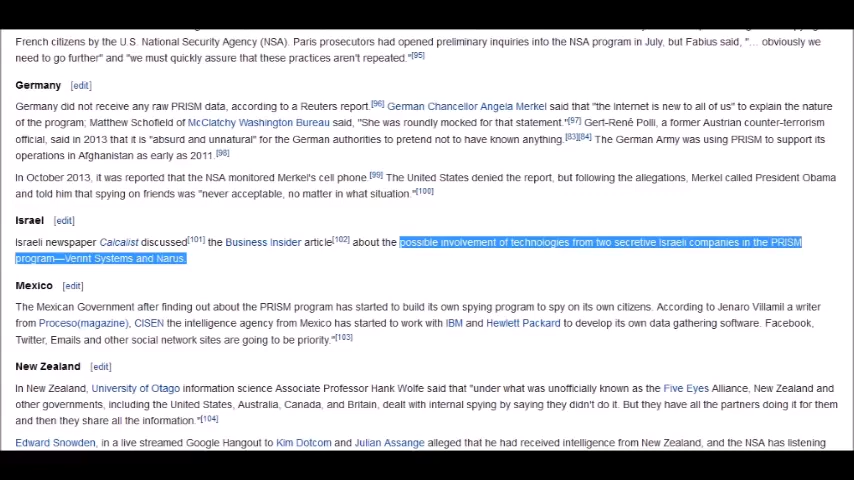 French citizens by the U.S. National Security Agency (NSA). Paris prosecutors had opened preliminary inquiries into the NSA program in July, but Fabius said, "... obviously we
need to go further" and "we must quickly assure that these practices aren't repeated."[95]
Germany [edit]
Germany did not receive any raw PRISM data, according to a Reuters report.[96] German Chancellor Angela Merkel said that "the internet is new to all of us" to explain the nature
of the program; Matthew Schofield of McClatchy Washington Bureau said, "She was roundly mocked for that statement."[97] Gert-René Polli, a former Austrian counter-terrorism
official, said in 2013 that it is "absurd and unnatural" for the German authorities to pretend not to have known anything.[83][84] The German Army was using PRISM to support its
operations in Afghanistan as early as 2011.[98]
In October 2013, it was reported that the NSA monitored Merkel's cell phone.[99] The United States denied the report, but following the allegations, Merkel called President Obama
and told him that spying on friends was "never acceptable, no matter in what situation."[100]
Israel [edit]
Israeli newspaper Calcalist discussed[101] the Business Insider article[102] about the possible involvement of technologies from two secretive Israeli companies in the PRISM
program—Verint Systems and Narus.
Mexico [edit]
The Mexican Government after finding out about the PRISM program has started to build its own spying program to spy on its own citizens. According to Jenaro Villamil a writer
from Proceso(magazine), CISEN the intelligence agency from Mexico has started to work with IBM and Hewlett Packard to develop its own data gathering software. Facebook,
Twitter, Emails and other social network sites are going to be priority."[103]
New Zealand [edit]
In New Zealand, University of Otago information science Associate Professor Hank Wolfe said that "under what was unofficially known as the Five Eyes Alliance, New Zealand and
other governments, including the United States, Australia, Canada, and Britain, dealt with internal spying by saying they didn't do it. But they have all the partners doing it for them
and then they share all the information."[104]
Edward Snowden, in a live streamed Google Hangout to Kim Dotcom and Julian Assange alleged that he had received intelligence from New Zealand, and the NSA has listening